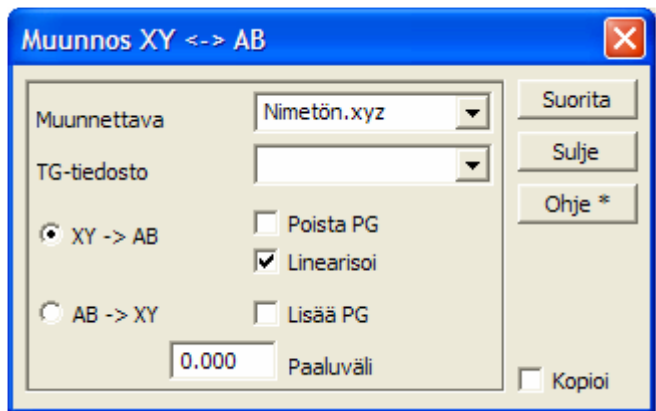 Muunnos XY <-> AB
Muunnettava Nimetön.xyz Suorita
TG-tiedosto Sulje
Ohje *
XY -> AB Poista PG
Linearisoi
AB -> XY Lisää PG
0.000 Paaluväli
Kopioi